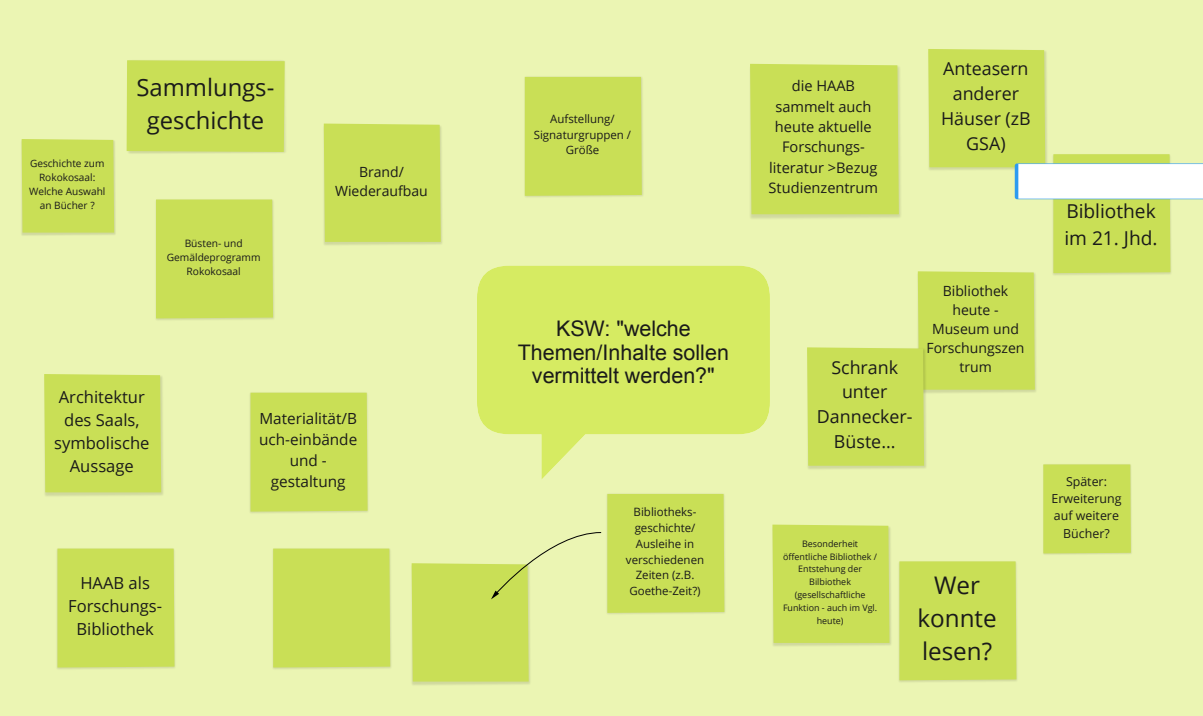 Sammlungs-
geschichte
Geschichte zum
Rokokosaal:
Welche Auswahl
an Bücher ?
Büsten- und
Gemäldeprogramm
Rokokosaal
Brand/
Wiederaufbau
Aufstellung/
Signaturgruppen /
Größe
die HAAB
sammelt auch
heute aktuelle
Forschungs-
literatur >Bezug
Studienzentrum
Anteasern
anderer
Häuser (zB
GSA)
Bibliothek
im 21. Jhd.
KSW: "welche
Themen/Inhalte sollen
vermittelt werden?"
Bibliothek
heute -
Museum und
Forschungszen
trum
Schrank
unter
Dannecker-
Büste...
Architektur
des Saals,
symbolische
Aussage
Materialität/B
uch-einbände
und -
gestaltung
Später:
Erweiterung
auf weitere
Bücher?
Bibliotheks-
geschichte/
Ausleihe in
verschiedenen
Zeiten (z.B.
Goethe-Zeit?)
Besonderheit
öffentliche Bibliothek /
Entstehung der
Bilbiothek
(gesellschaftliche
Funktion - auch im Vgl.
heute)
Wer
konnte
lesen?
HAAB als
Forschungs-
Bibliothek